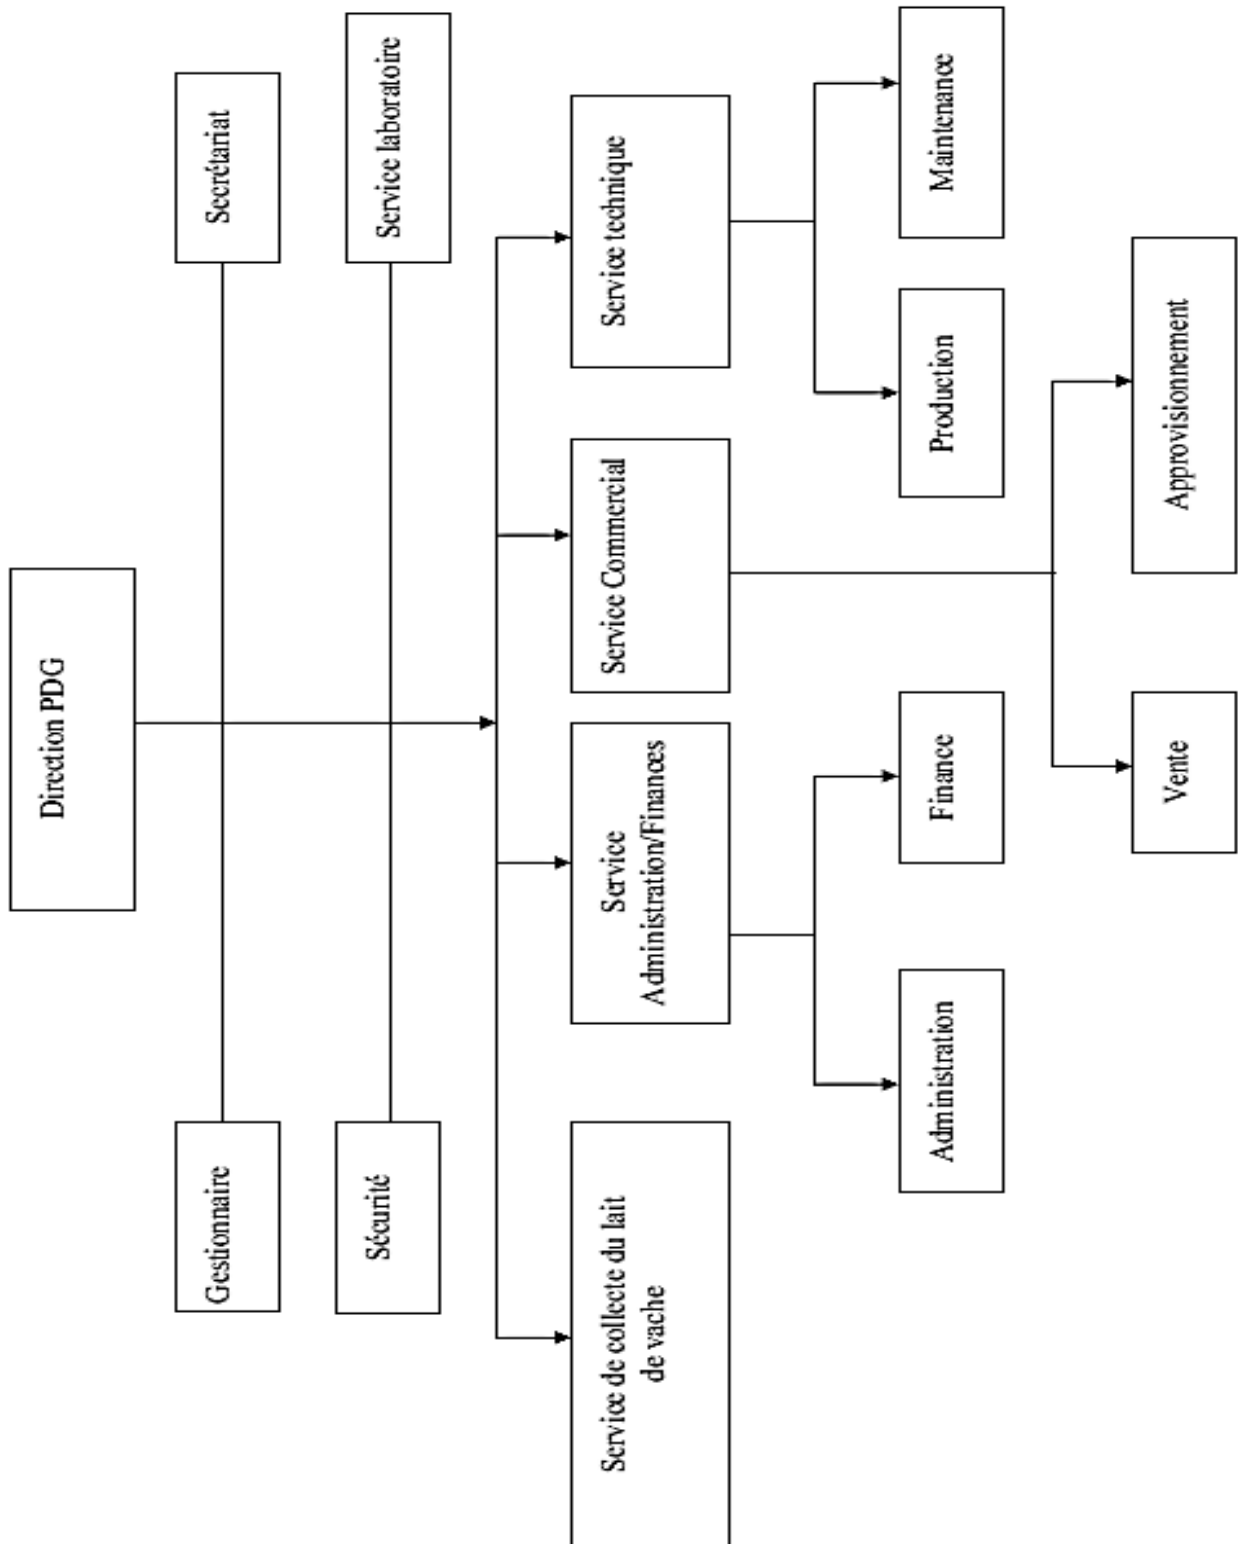 Direction PDG
Gestionnaire
Secrétariat
Sécurité
Service laboratoire
Service de collecte du lait
de vache
Service
Administration/Finances
Service Commercial
Service technique
Administration
Finance
Production
Maintenance
Vente
Approvisionnement